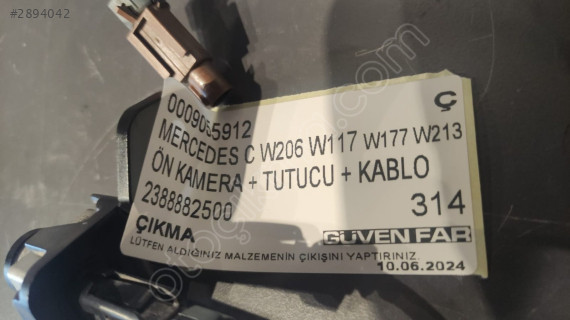 #2894042
0009055912
Ç
MERCEDES C W206 W117 W177 W213
ÖN KAMERA + TUTUCU + KABLO
2388882500
314
ÇIKMA
GÜVEN FAR
LÜTFEN ALDIĞINIZ MALZEMENİN ÇIKIŞINI YAPTIRINIZ.
10.06.2024